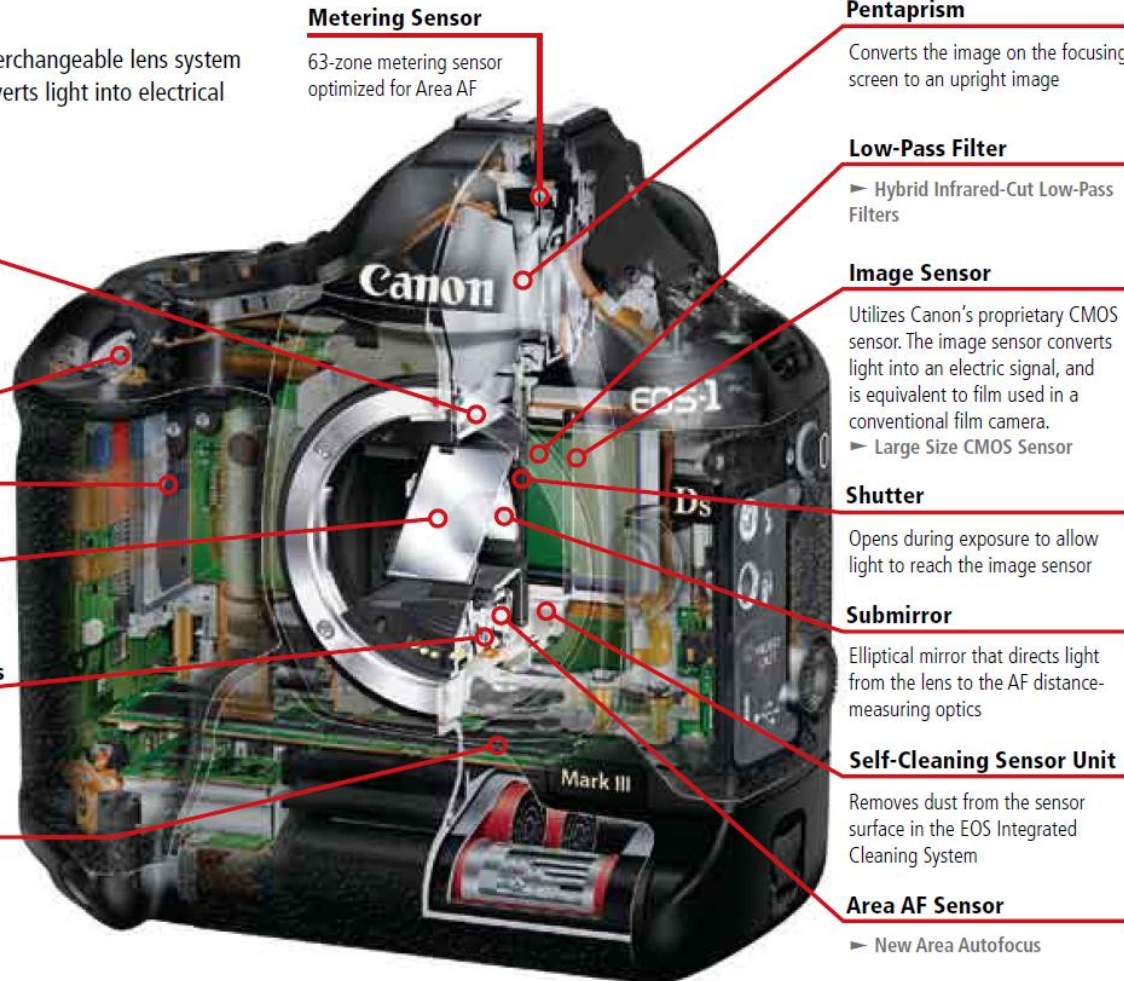 erchangeable lens system
verts light into electrical
Metering Sensor
63-zone metering sensor
optimized for Area AF
Pentaprism
Converts the image on the focusing
screen to an upright image
Low-Pass Filter
► Hybrid Infrared-Cut Low-Pass
Filters
Image Sensor
Utilizes Canon's proprietary CMOS
sensor. The image sensor converts
light into an electric signal, and
is equivalent to film used in a
conventional film camera.
► Large Size CMOS Sensor
Shutter
Opens during exposure to allow
light to reach the image sensor
Submirror
Elliptical mirror that directs light
from the lens to the AF distance-
measuring optics
Self-Cleaning Sensor Unit
Removes dust from the sensor
surface in the EOS Integrated
Cleaning System
Area AF Sensor
► New Area Autofocus
s
Canon
EOS-1
Ds
Mark III